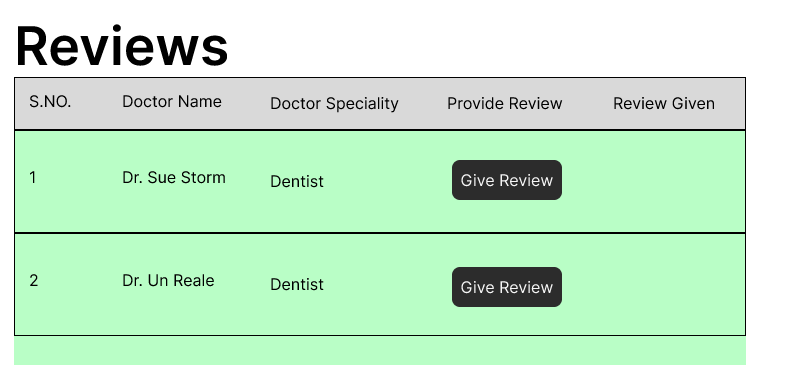 Reviews
S.NO. Doctor Name Doctor Speciality Provide Review Review Given
1 Dr. Sue Storm Dentist Give Review
2 Dr. Un Reale Dentist Give Review